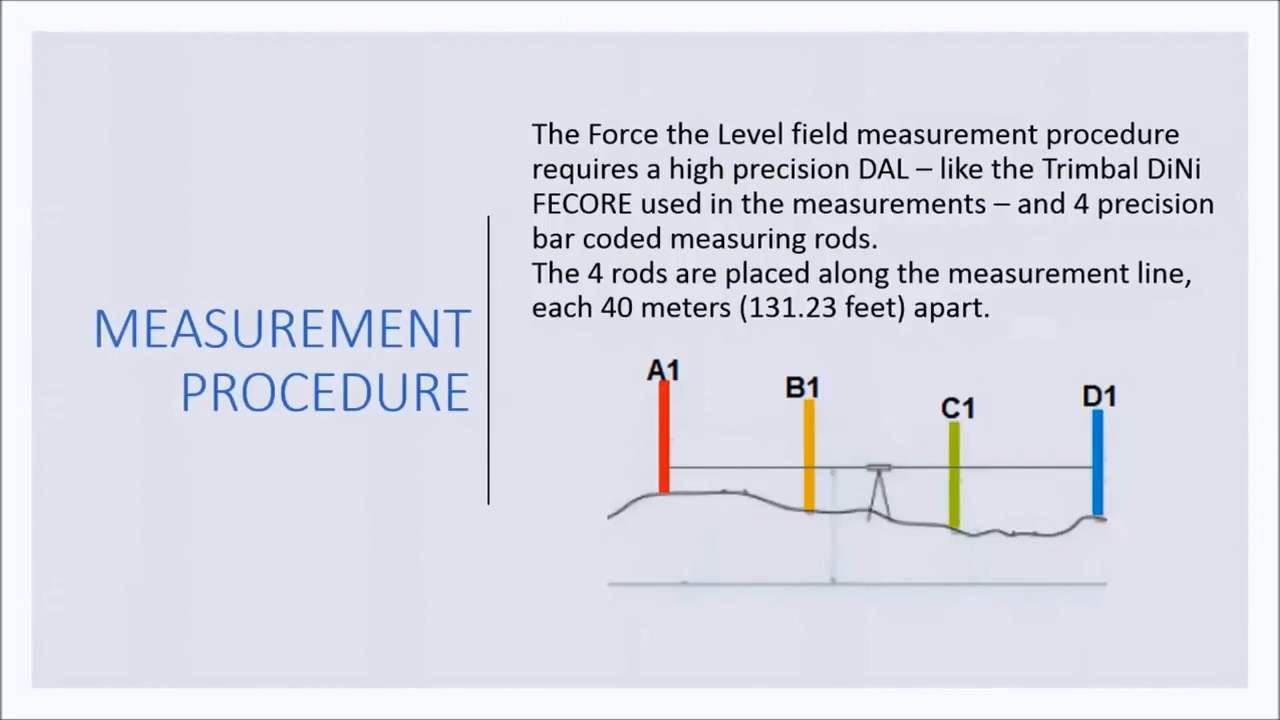 The Force the Level field measurement procedure
requires a high precision DAL – like the Trimbal DiNi
FECORE used in the measurements – and 4 precision
bar coded measuring rods.
The 4 rods are placed along the measurement line,
each 40 meters (131.23 feet) apart.
MEASUREMENT
PROCEDURE
A1
B1
C1
D1